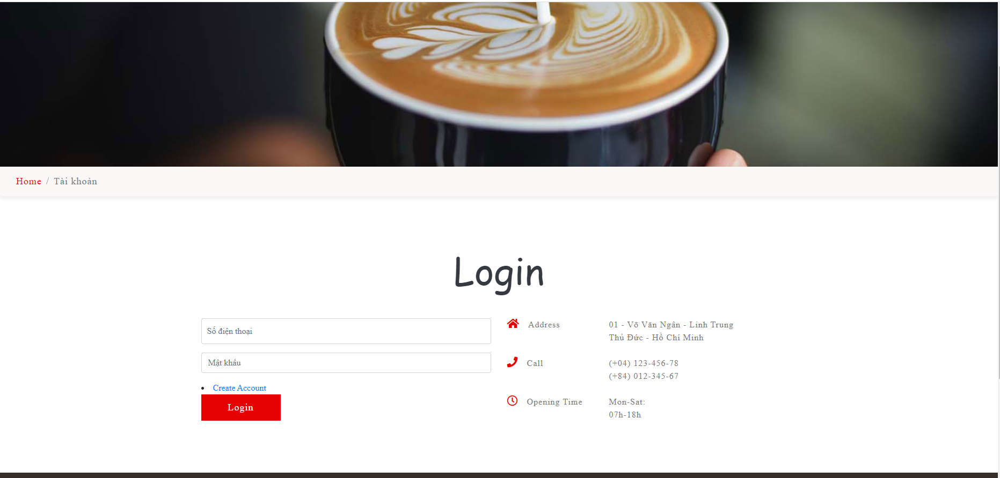 Home / Tài khoản
Login
Số điện thoại
Mật khẩu
Create Account
Login
Address
01 - Võ Văn Ngân - Linh Trung
Thủ Đức - Hồ Chí Minh
Call
(+04) 123-456-78
(+84) 012-345-67
Opening Time
Mon-Sat:
07h-18h